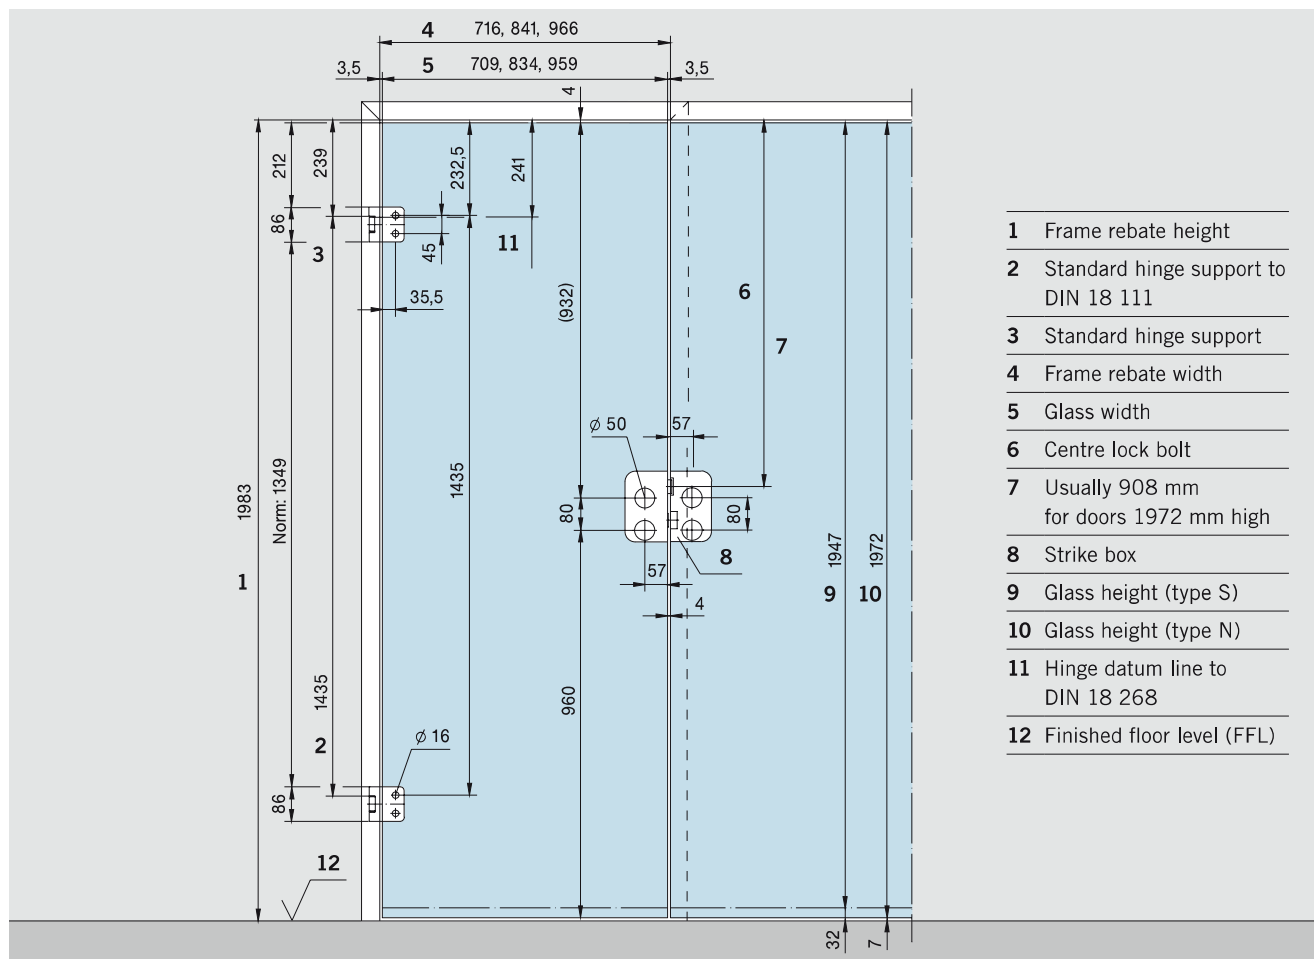 4 716, 841, 966
3,5 5 709, 834, 959 3,5
4
212
239
232,5
241
86
3
45
11
35,5
(932)
6
7
ø 50
57
1435
1983
Norm: 1349
80
80
8
57
1
4
9 1947
10 1972
1435
2
960
ø 16
86
12
32
7
1 Frame rebate height
2 Standard hinge support to
DIN 18 111
3 Standard hinge support
4 Frame rebate width
5 Glass width
6 Centre lock bolt
7 Usually 908 mm
for doors 1972 mm high
8 Strike box
9 Glass height (type S)
10 Glass height (type N)
11 Hinge datum line to
DIN 18 268
12 Finished floor level (FFL)